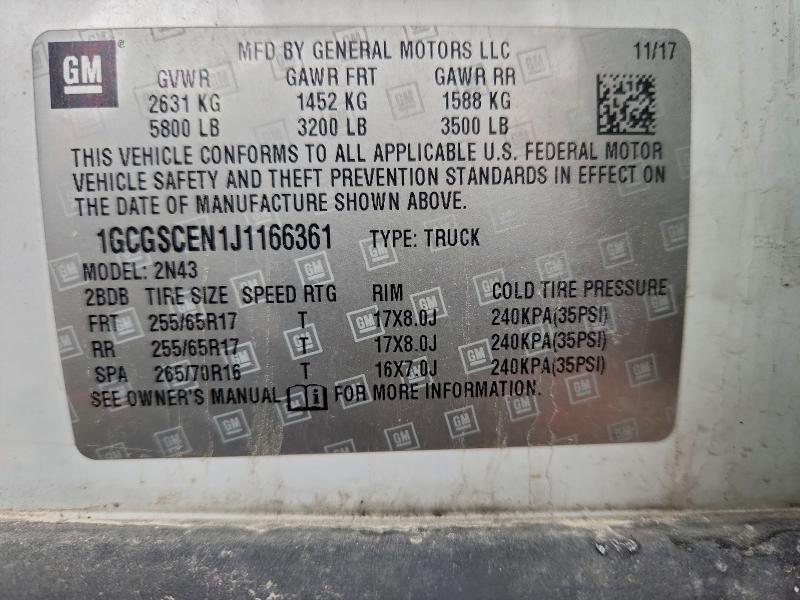 GM MFD BY GENERAL MOTORS LLC 11/17
GVWR GAWR FRT GAWR RR
2631 KG 1452 KG 1588 KG
5800 LB 3200 LB 3500 LB
THIS VEHICLE CONFORMS TO ALL APPLICABLE U.S. FEDERAL MOTOR
VEHICLE SAFETY AND THEFT PREVENTION STANDARDS IN EFFECT ON
THE DATE OF MANUFACTURE SHOWN ABOVE.
1GCGSCEN1J1166361 TYPE: TRUCK
MODEL: 2N43
2BDB TIRE SIZE SPEED RTG RIM COLD TIRE PRESSURE
FRT 255/65R17 T 17X8.0J 240KPA(35PSI)
RR 255/65R17 T 17X8.0J 240KPA(35PSI)
SPA 265/70R16 T 16X7.0J 240KPA(35PSI)
SEE OWNER'S MANUAL FOR MORE INFORMATION.